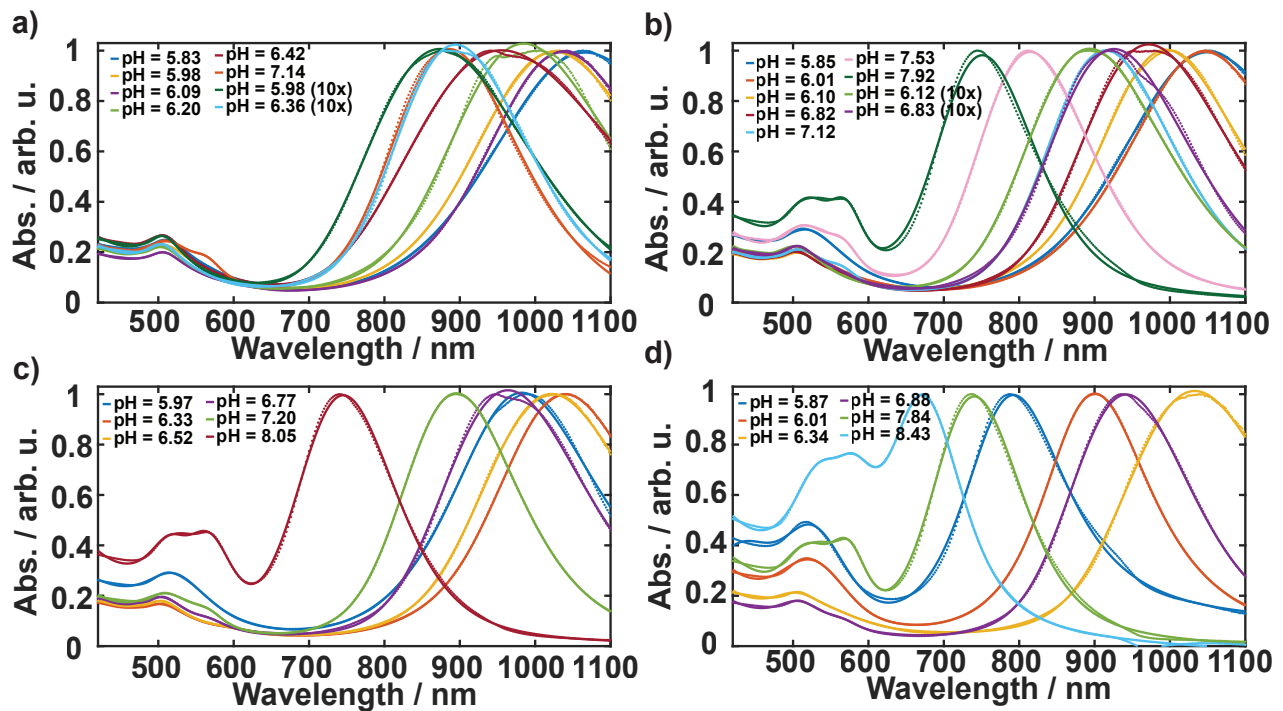 a)
pH = 5.83
pH = 5.98
pH = 6.09
pH = 6.20
pH = 6.42
pH = 7.14
pH = 5.98 (10x)
pH = 6.36 (10x)
Abs. / arb. u.
1
0.8
0.6
0.4
0.2
0
500 600 700 800 900 1000 1100
Wavelength / nm
b)
pH = 5.85
pH = 6.01
pH = 6.10
pH = 6.82
pH = 7.12
pH = 7.53
pH = 7.92
pH = 6.12 (10x)
pH = 6.83 (10x)
Abs. / arb. u.
1
0.8
0.6
0.4
0.2
0
500 600 700 800 900 1000 1100
Wavelength / nm
c)
pH = 5.97
pH = 6.33
pH = 6.52
pH = 6.77
pH = 7.20
pH = 8.05
Abs. / arb. u.
1
0.8
0.6
0.4
0.2
0
500 600 700 800 900 1000 1100
Wavelength / nm
d)
pH = 5.87
pH = 6.01
pH = 6.34
pH = 6.88
pH = 7.84
pH = 8.43
Abs. / arb. u.
1
0.8
0.6
0.4
0.2
0
500 600 700 800 900 1000 1100
Wavelength / nm